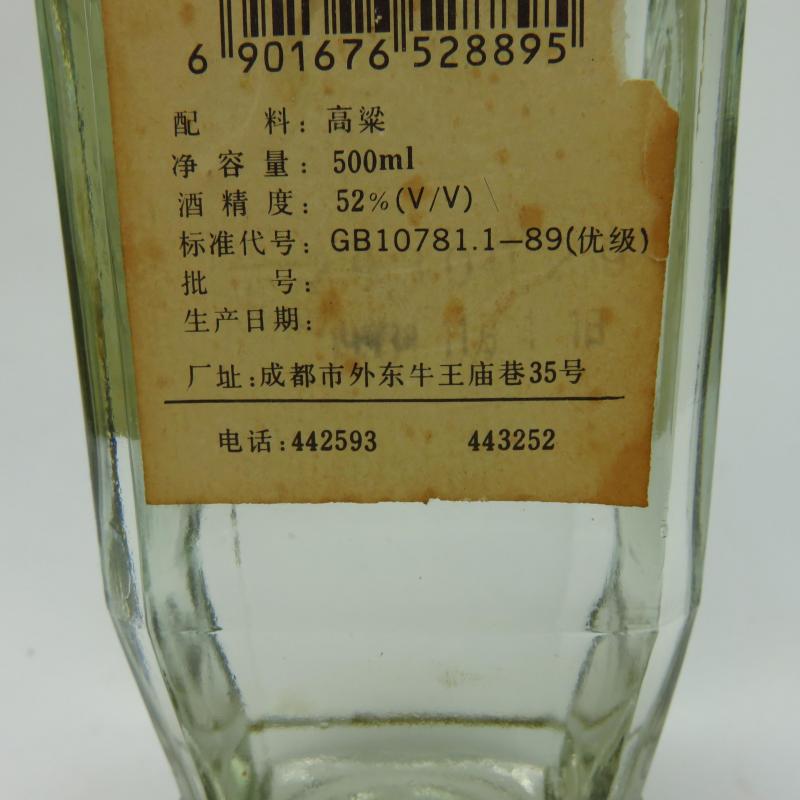 6 901676 528895
配 料：高粱
净 容 量：500ml
酒 精 度：52%(V/V)
标准代号：GB10781.1—89(优级)
批 号：
生产日期：
厂址：成都市外东牛王庙巷35号
电话：442593 443252